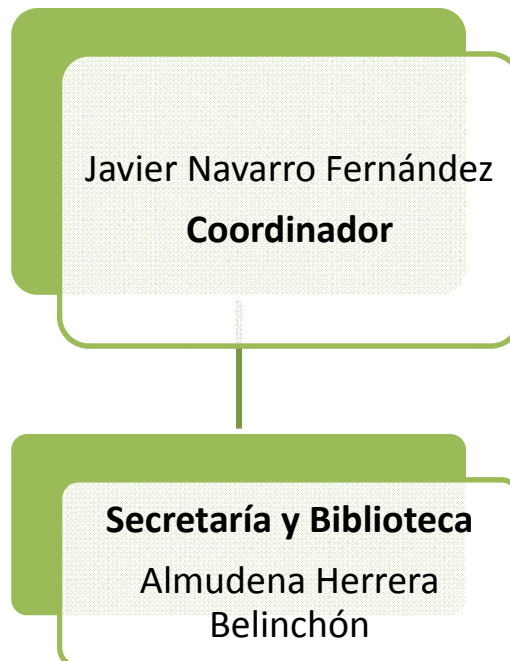 Javier Navarro Fernández
Coordinador
Secretaría y Biblioteca
Almudena Herrera
Belinchón